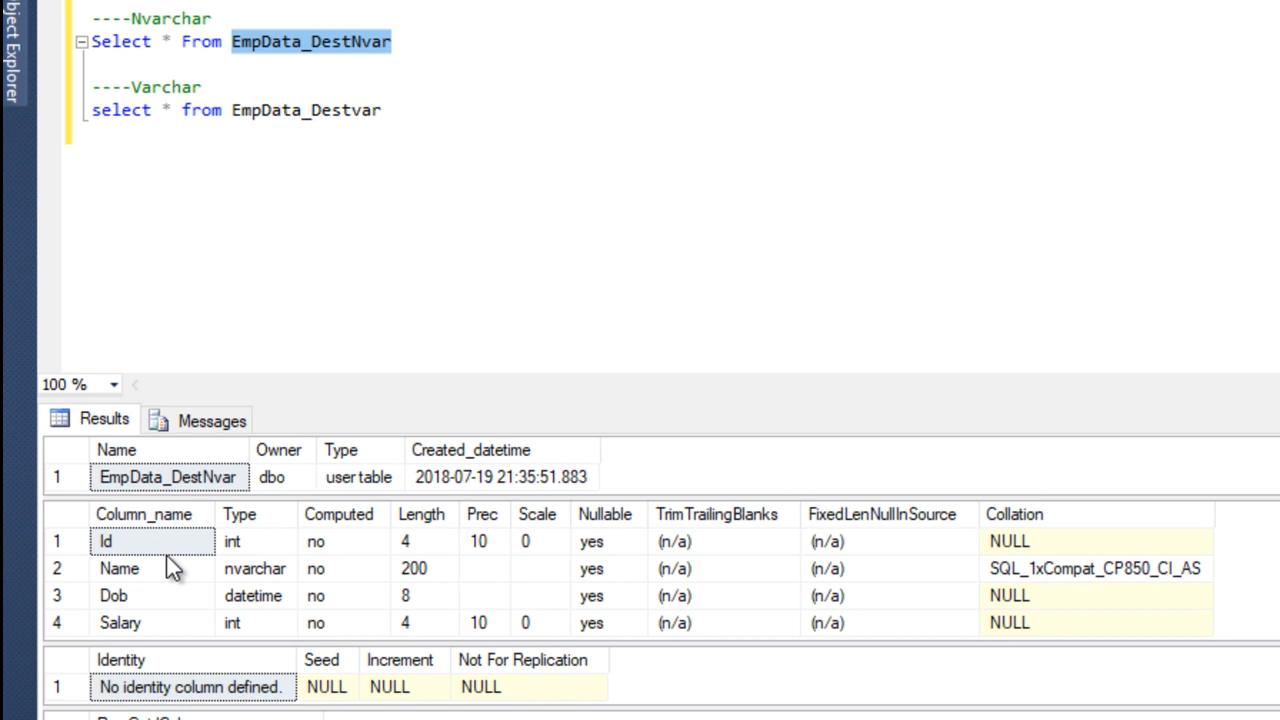 bject Explorer
----Nvarchar
Select * From EmpData_DestNvar
----Varchar
select * from EmpData_Destvar
100 %
Results Messages
Name Owner Type Created_datetime
1 EmpData_DestNvar dbo user table 2018-07-19 21:35:51.883
Column_name Type Computed Length Prec Scale Nullable TrimTrailingBlanks FixedLenNullInSource Collation
1 Id int no 4 10 0 yes (n/a) (n/a) NULL
2 Name nvarchar no 200 yes (n/a) (n/a) SQL_1xCompat_CP850_CI_AS
3 Dob datetime no 8 yes (n/a) (n/a) NULL
4 Salary int no 4 10 0 yes (n/a) (n/a) NULL
Identity Seed Increment Not For Replication
1 No identity column defined. NULL NULL NULL